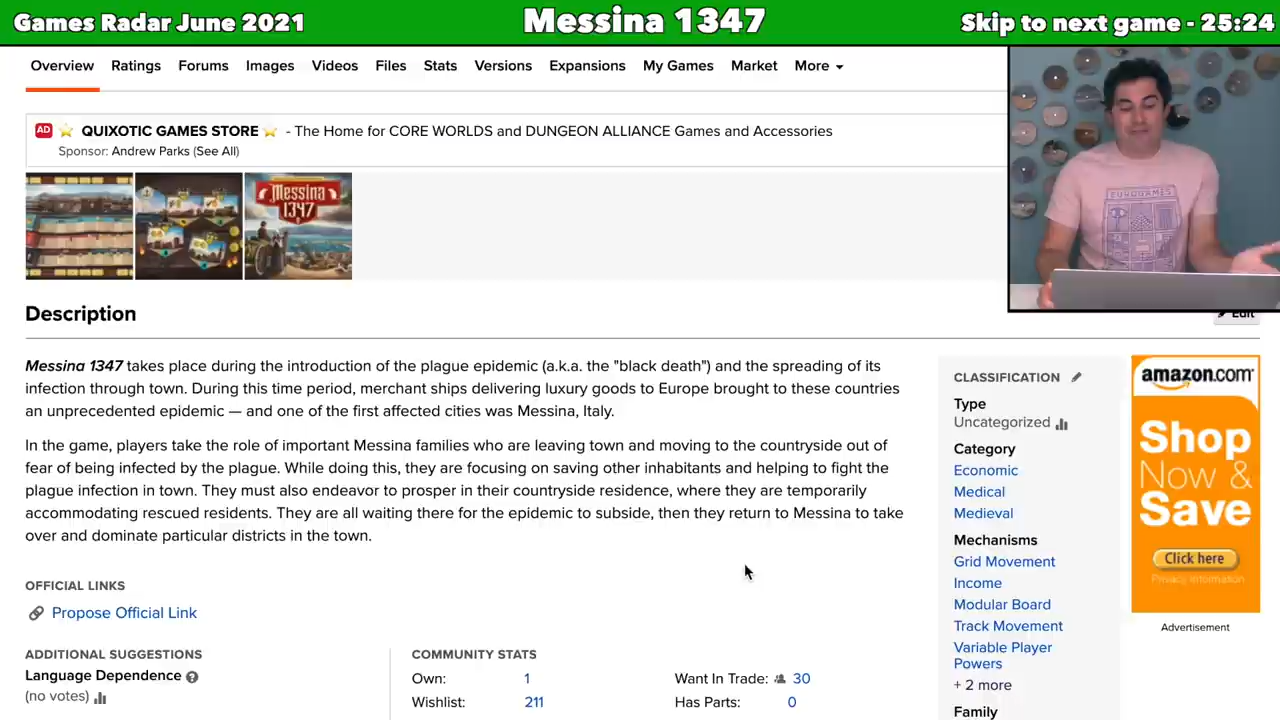 Games Radar June 2021
Messina 1347
Skip to next game - 25:24
Overview Ratings Forums Images Videos Files Stats Versions Expansions My Games Market More
AD QUIXOTIC GAMES STORE - The Home for CORE WORLDS and DUNGEON ALLIANCE Games and Accessories
Sponsor: Andrew Parks (See All)
Messina
1347
EUROGAMES
Edit
Description
Messina 1347 takes place during the introduction of the plague epidemic (a.k.a. the "black death") and the spreading of its
infection through town. During this time period, merchant ships delivering luxury goods to Europe brought to these countries
an unprecedented epidemic — and one of the first affected cities was Messina, Italy.
In the game, players take the role of important Messina families who are leaving town and moving to the countryside out of
fear of being infected by the plague. While doing this, they are focusing on saving other inhabitants and helping to fight the
plague infection in town. They must also endeavor to prosper in their countryside residence, where they are temporarily
accommodating rescued residents. They are all waiting there for the epidemic to subside, then they return to Messina to take
over and dominate particular districts in the town.
OFFICIAL LINKS
Propose Official Link
ADDITIONAL SUGGESTIONS
Language Dependence
(no votes)
COMMUNITY STATS
Own: 1
Wishlist: 211
Want In Trade: 30
Has Parts: 0
CLASSIFICATION
Type
Uncategorized
Category
Economic
Medical
Medieval
Mechanisms
Grid Movement
Income
Modular Board
Track Movement
Variable Player
Powers
+ 2 more
Family
amazon.com
Shop
Now &
Save
Click here
Privacy Information
Advertisement